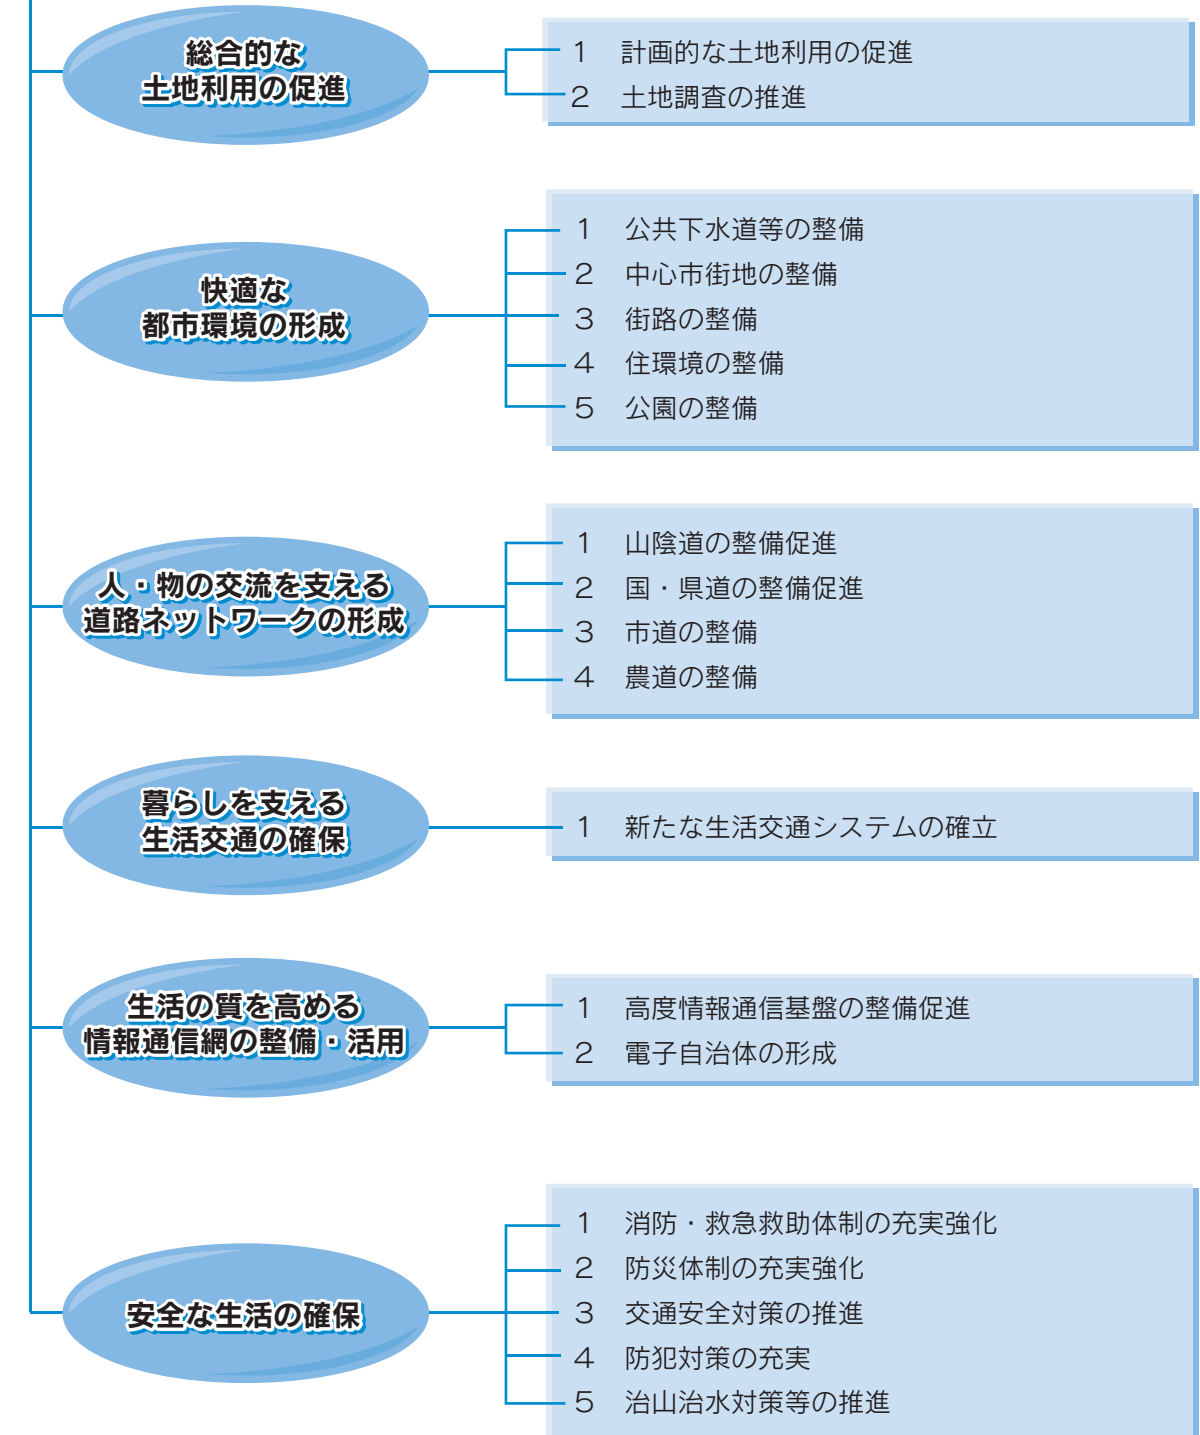 総合的な
土地利用の促進
1 計画的な土地利用の促進
2 土地調査の推進
快適な
都市環境の形成
1 公共下水道等の整備
2 中心市街地の整備
3 街路の整備
4 住環境の整備
5 公園の整備
人・物の交流を支える
道路ネットワークの形成
1 山陰道の整備促進
2 国・県道の整備促進
3 市道の整備
4 農道の整備
暮らしを支える
生活交通の確保
1 新たな生活交通システムの確立
生活の質を高める
情報通信網の整備・活用
1 高度情報通信基盤の整備促進
2 電子自治体の形成
安全な生活の確保
1 消防・救急救助体制の充実強化
2 防災体制の充実強化
3 交通安全対策の推進
4 防犯対策の充実
5 治山治水対策等の推進